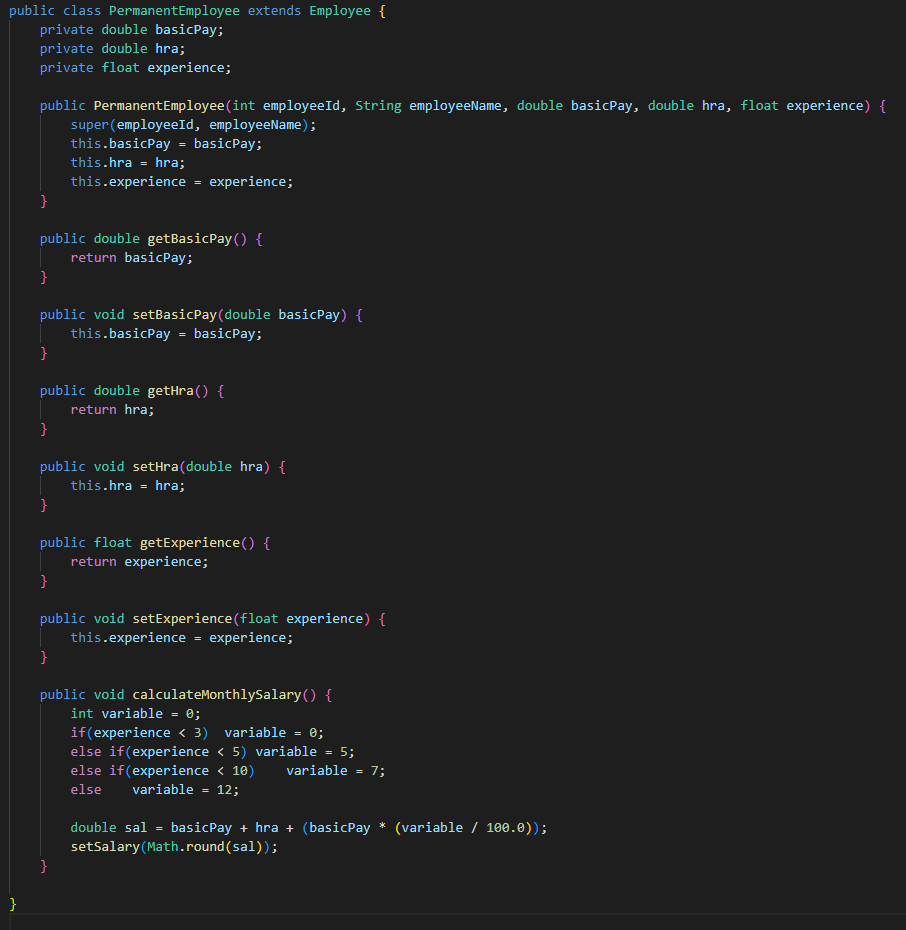 public class PermanentEmployee extends Employee {
    private double basicPay;
    private double hra;
    private float experience;

    public PermanentEmployee(int employeeId, String employeeName, double basicPay, double hra, float experience) {
        super(employeeId, employeeName);
        this.basicPay = basicPay;
        this.hra = hra;
        this.experience = experience;
    }

    public double getBasicPay() {
        return basicPay;
    }

    public void setBasicPay(double basicPay) {
        this.basicPay = basicPay;
    }

    public double getHra() {
        return hra;
    }

    public void setHra(double hra) {
        this.hra = hra;
    }

    public float getExperience() {
        return experience;
    }

    public void setExperience(float experience) {
        this.experience = experience;
    }

    public void calculateMonthlySalary() {
        int variable = 0;
        if(experience < 3)  variable = 0;
        else if(experience < 5) variable = 5;
        else if(experience < 10)    variable = 7;
        else    variable = 12;

        double sal = basicPay + hra + (basicPay * (variable / 100.0));
        setSalary(Math.round(sal));
    }

}